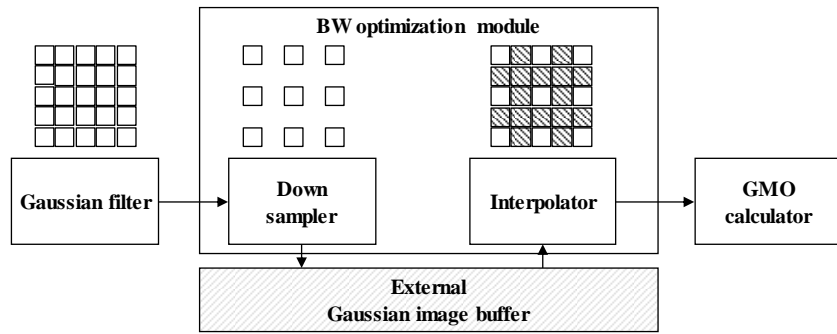 BW optimization module
Gaussian filter
Down
sampler
Interpolator
GMO
calculator
External
Gaussian image buffer